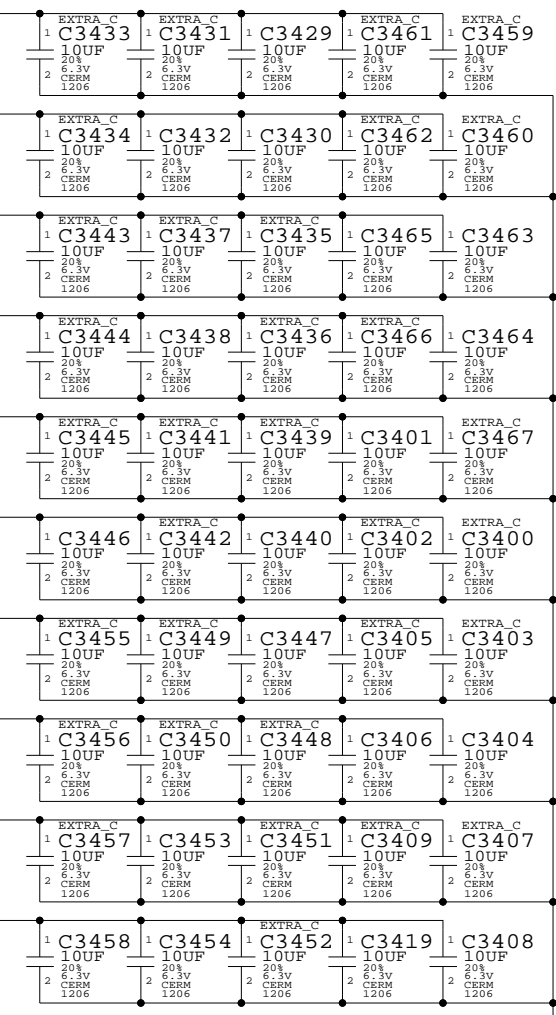 EXTRA_C EXTRA_C EXTRA_C EXTRA_C
1 C3433 1 C3431 1 C3429 1 C3461 1 C3459
10UF 10UF 10UF 10UF 10UF
20% 20% 20% 20% 20%
6.3V 6.3V 6.3V 6.3V 6.3V
2 CERM 2 CERM 2 CERM 2 CERM 2 CERM
1206 1206 1206 1206 1206
EXTRA_C EXTRA_C EXTRA_C
1 C3434 1 C3432 1 C3430 1 C3462 1 C3460
10UF 10UF 10UF 10UF 10UF
20% 20% 20% 20% 20%
6.3V 6.3V 6.3V 6.3V 6.3V
2 CERM 2 CERM 2 CERM 2 CERM 2 CERM
1206 1206 1206 1206 1206
EXTRA_C EXTRA_C EXTRA_C
1 C3443 1 C3437 1 C3435 1 C3465 1 C3463
10UF 10UF 10UF 10UF 10UF
20% 20% 20% 20% 20%
6.3V 6.3V 6.3V 6.3V 6.3V
2 CERM 2 CERM 2 CERM 2 CERM 2 CERM
1206 1206 1206 1206 1206
EXTRA_C EXTRA_C EXTRA_C
1 C3444 1 C3438 1 C3436 1 C3466 1 C3464
10UF 10UF 10UF 10UF 10UF
20% 20% 20% 20% 20%
6.3V 6.3V 6.3V 6.3V 6.3V
2 CERM 2 CERM 2 CERM 2 CERM 2 CERM
1206 1206 1206 1206 1206
EXTRA_C EXTRA_C EXTRA_C EXTRA_C
1 C3445 1 C3441 1 C3439 1 C3401 1 C3467
10UF 10UF 10UF 10UF 10UF
20% 20% 20% 20% 20%
6.3V 6.3V 6.3V 6.3V 6.3V
2 CERM 2 CERM 2 CERM 2 CERM 2 CERM
1206 1206 1206 1206 1206
EXTRA_C EXTRA_C EXTRA_C
1 C3446 1 C3442 1 C3440 1 C3402 1 C3400
10UF 10UF 10UF 10UF 10UF
20% 20% 20% 20% 20%
6.3V 6.3V 6.3V 6.3V 6.3V
2 CERM 2 CERM 2 CERM 2 CERM 2 CERM
1206 1206 1206 1206 1206
EXTRA_C EXTRA_C EXTRA_C EXTRA_C
1 C3455 1 C3449 1 C3447 1 C3405 1 C3403
10UF 10UF 10UF 10UF 10UF
20% 20% 20% 20% 20%
6.3V 6.3V 6.3V 6.3V 6.3V
2 CERM 2 CERM 2 CERM 2 CERM 2 CERM
1206 1206 1206 1206 1206
EXTRA_C EXTRA_C EXTRA_C
1 C3456 1 C3450 1 C3448 1 C3406 1 C3404
10UF 10UF 10UF 10UF 10UF
20% 20% 20% 20% 20%
6.3V 6.3V 6.3V 6.3V 6.3V
2 CERM 2 CERM 2 CERM 2 CERM 2 CERM
1206 1206 1206 1206 1206
EXTRA_C EXTRA_C EXTRA_C EXTRA_C
1 C3457 1 C3453 1 C3451 1 C3409 1 C3407
10UF 10UF 10UF 10UF 10UF
20% 20% 20% 20% 20%
6.3V 6.3V 6.3V 6.3V 6.3V
2 CERM 2 CERM 2 CERM 2 CERM 2 CERM
1206 1206 1206 1206 1206
EXTRA_C
1 C3458 1 C3454 1 C3452 1 C3419 1 C3408
10UF 10UF 10UF 10UF 10UF
20% 20% 20% 20% 20%
6.3V 6.3V 6.3V 6.3V 6.3V
2 CERM 2 CERM 2 CERM 2 CERM 2 CERM
1206 1206 1206 1206 1206